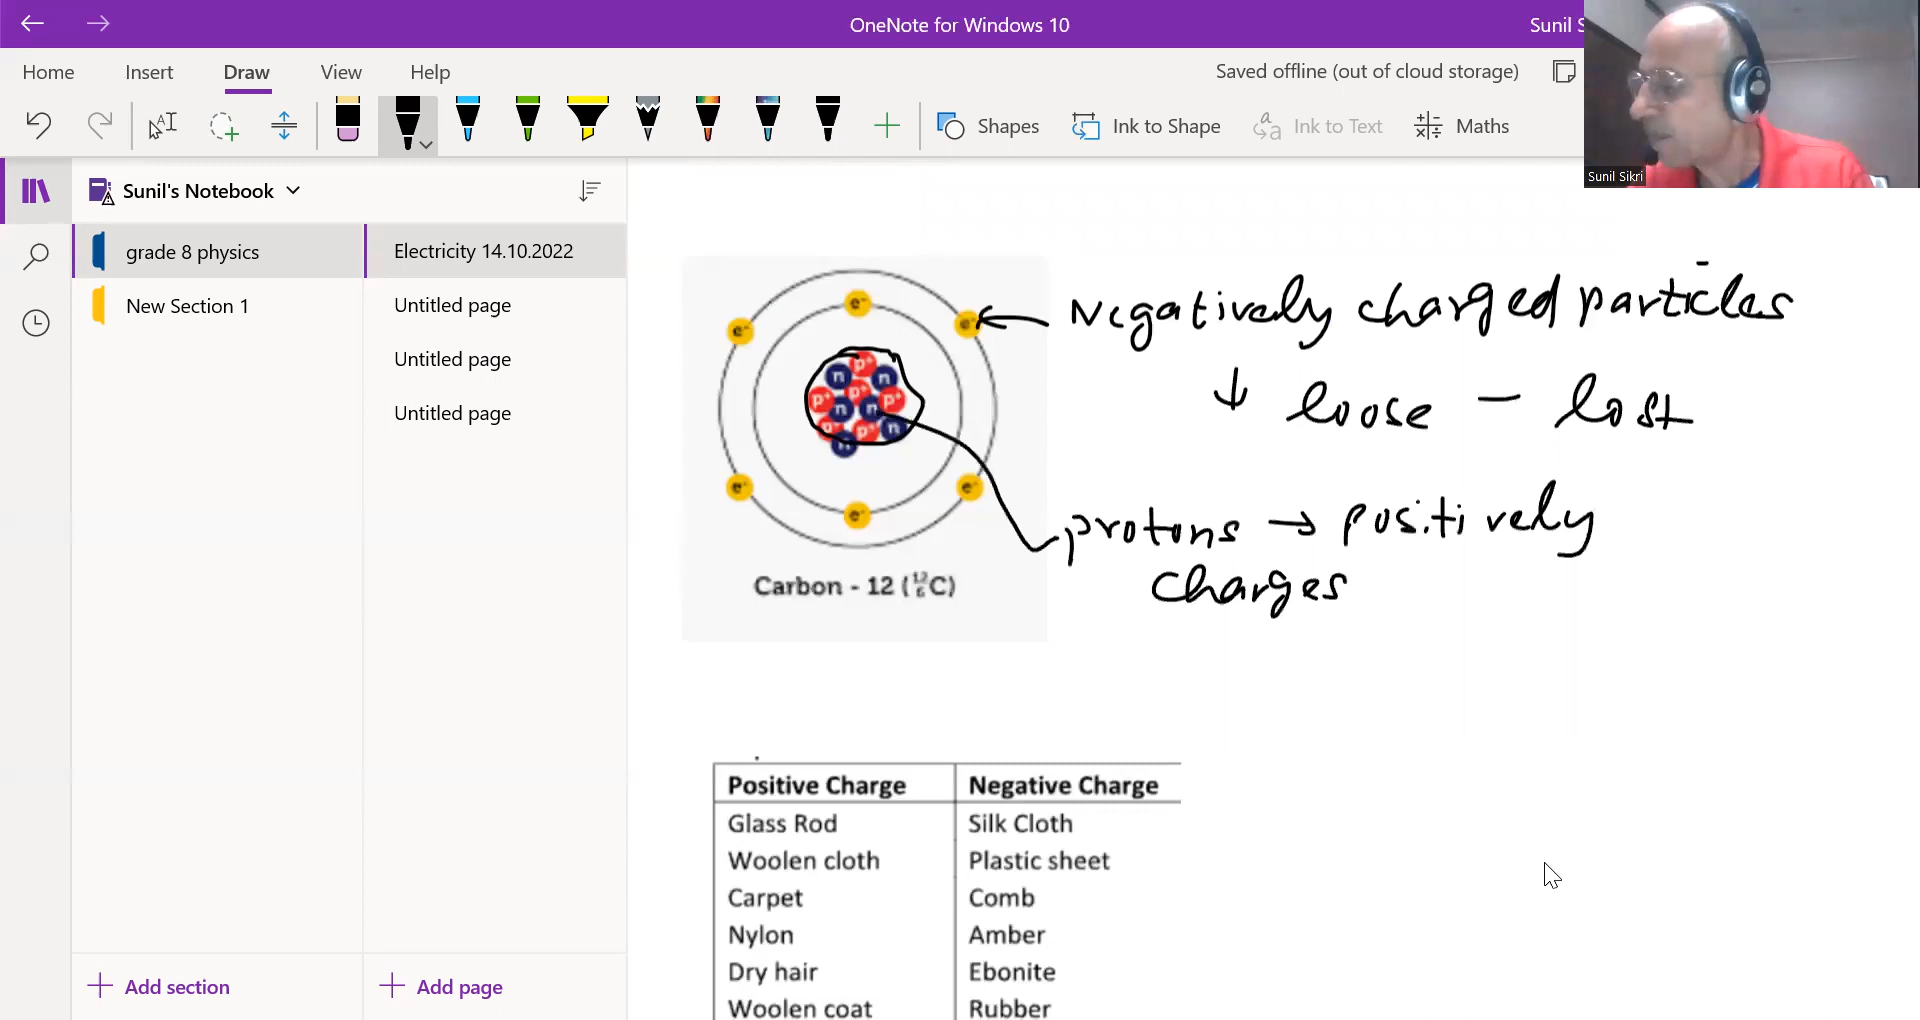 OneNote for Windows 10
Sunil S
Home Insert Draw View Help
Saved offline (out of cloud storage)
Shapes Ink to Shape Ink to Text Maths
Sunil Sikri
Sunil's Notebook
grade 8 physics
New Section 1
Electricity 14.10.2022
Untitled page
Untitled page
Untitled page
Add section
Add page
e⁻ e⁻ e⁻ e⁻ e⁻ e⁻
p⁺ n n p⁺ p⁺ n n p⁺ p⁺ p⁺ n n
Carbon - 12 (¹²₆C)
Negatively charged particles
↓ loose – lost
protons → positively
charges
Positive Charge Negative Charge
Glass Rod Silk Cloth
Woolen cloth Plastic sheet
Carpet Comb
Nylon Amber
Dry hair Ebonite
Woolen coat Rubber